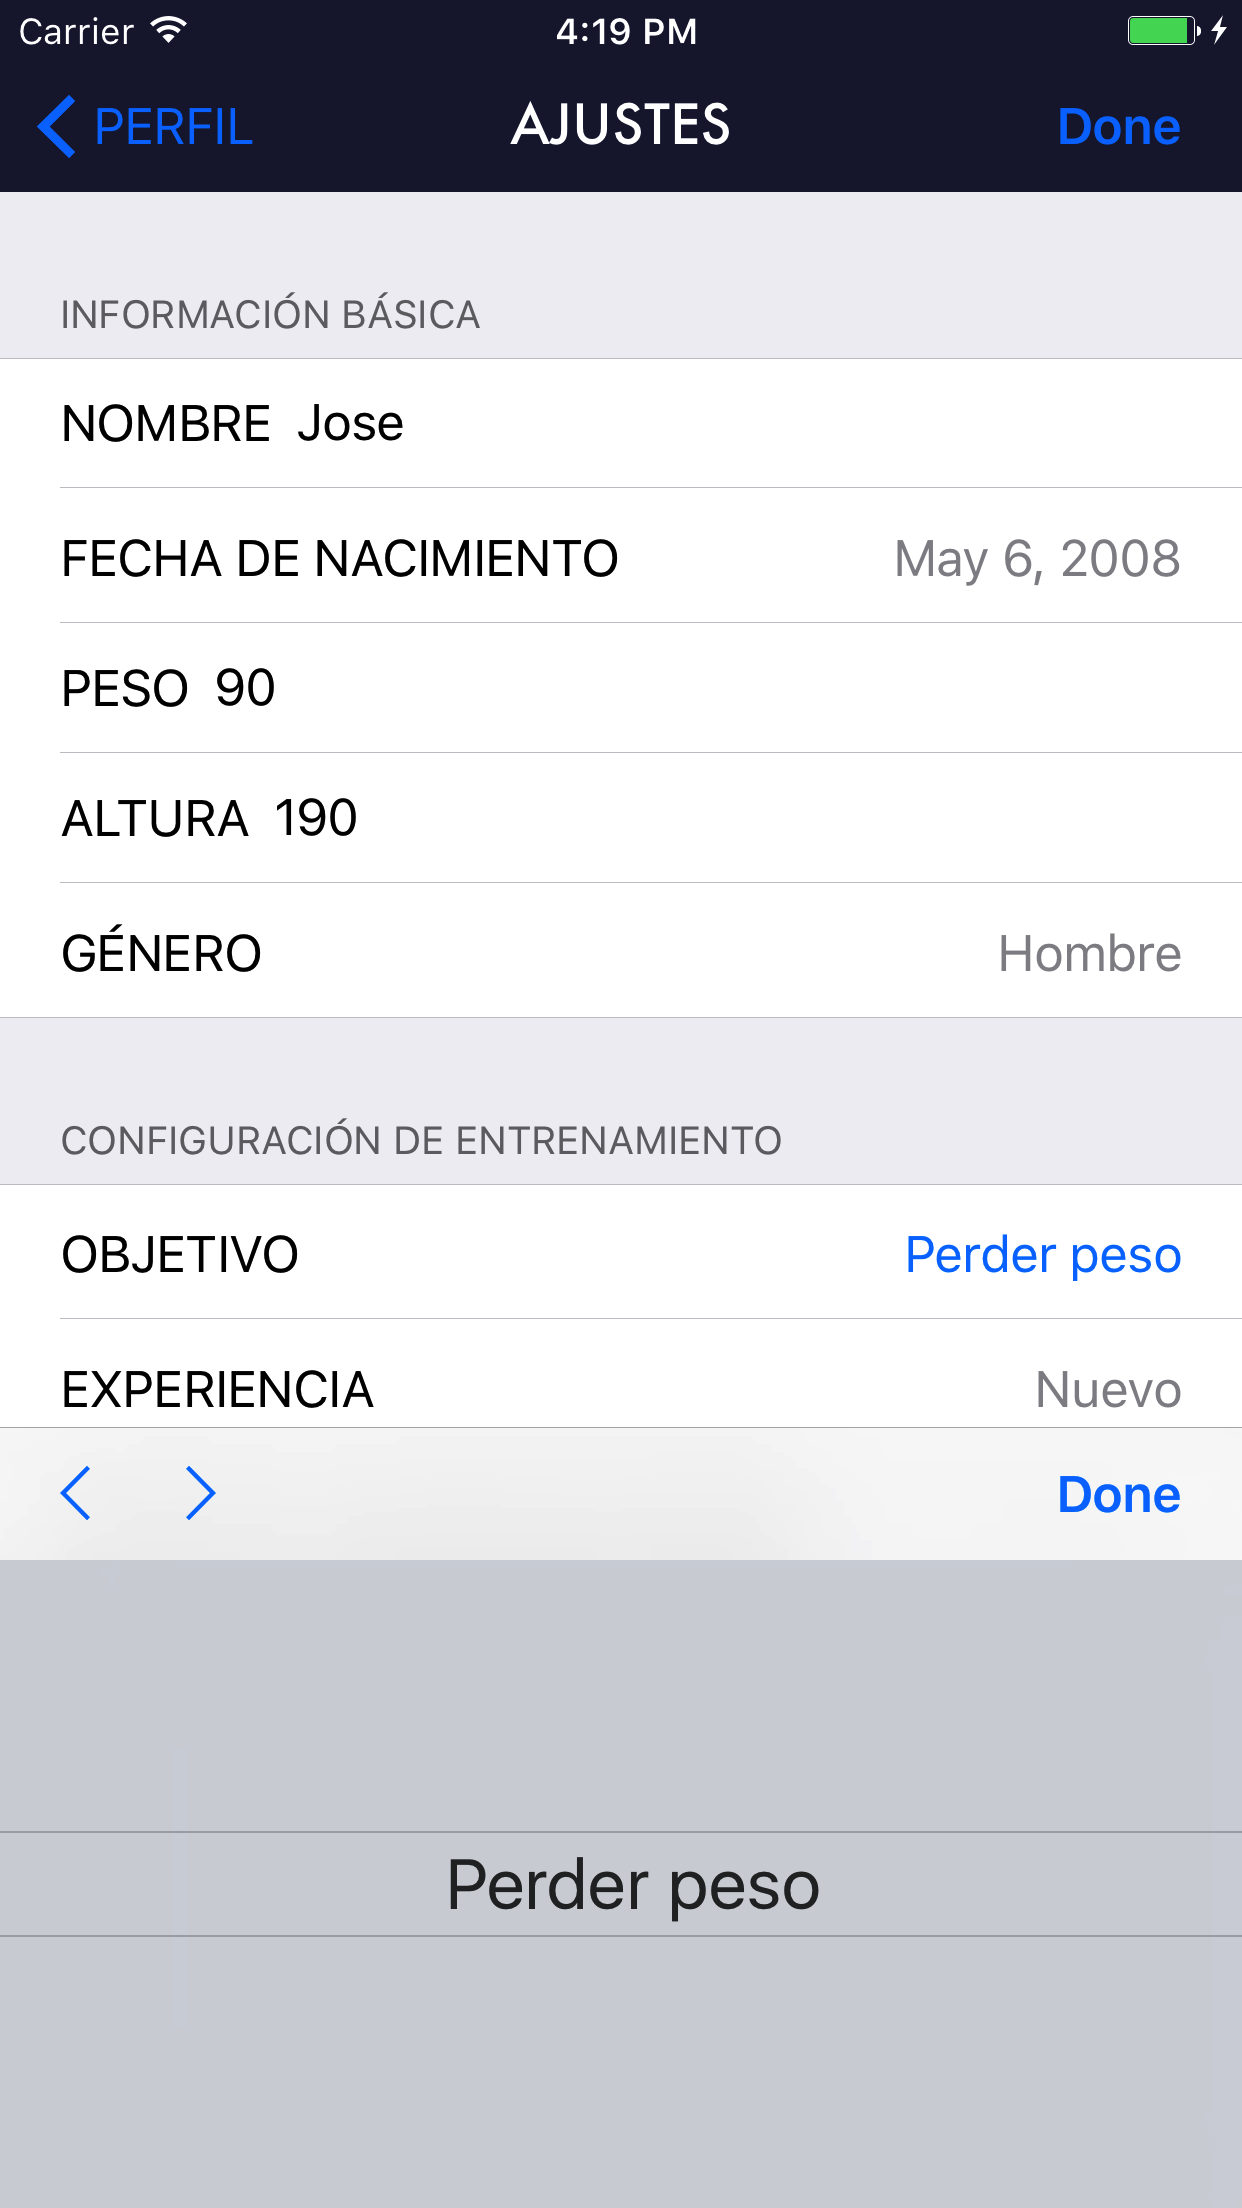 Carrier 4:19 PM
PERFIL AJUSTES Done
INFORMACIÓN BÁSICA
NOMBRE Jose
FECHA DE NACIMIENTO May 6, 2008
PESO 90
ALTURA 190
GÉNERO Hombre
CONFIGURACIÓN DE ENTRENAMIENTO
OBJETIVO Perder peso
EXPERIENCIA Nuevo
Done
Perder peso